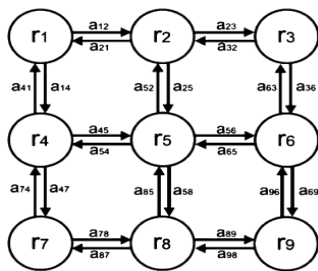 r1 a12 r2 a23 r3
a21 a32
a41 a14 a52 a25 a63 a36
r4 a45 r5 a56 r6
a54 a65
a74 a47 a85 a58 a96 a69
r7 a78 r8 a89 r9
a87 a98